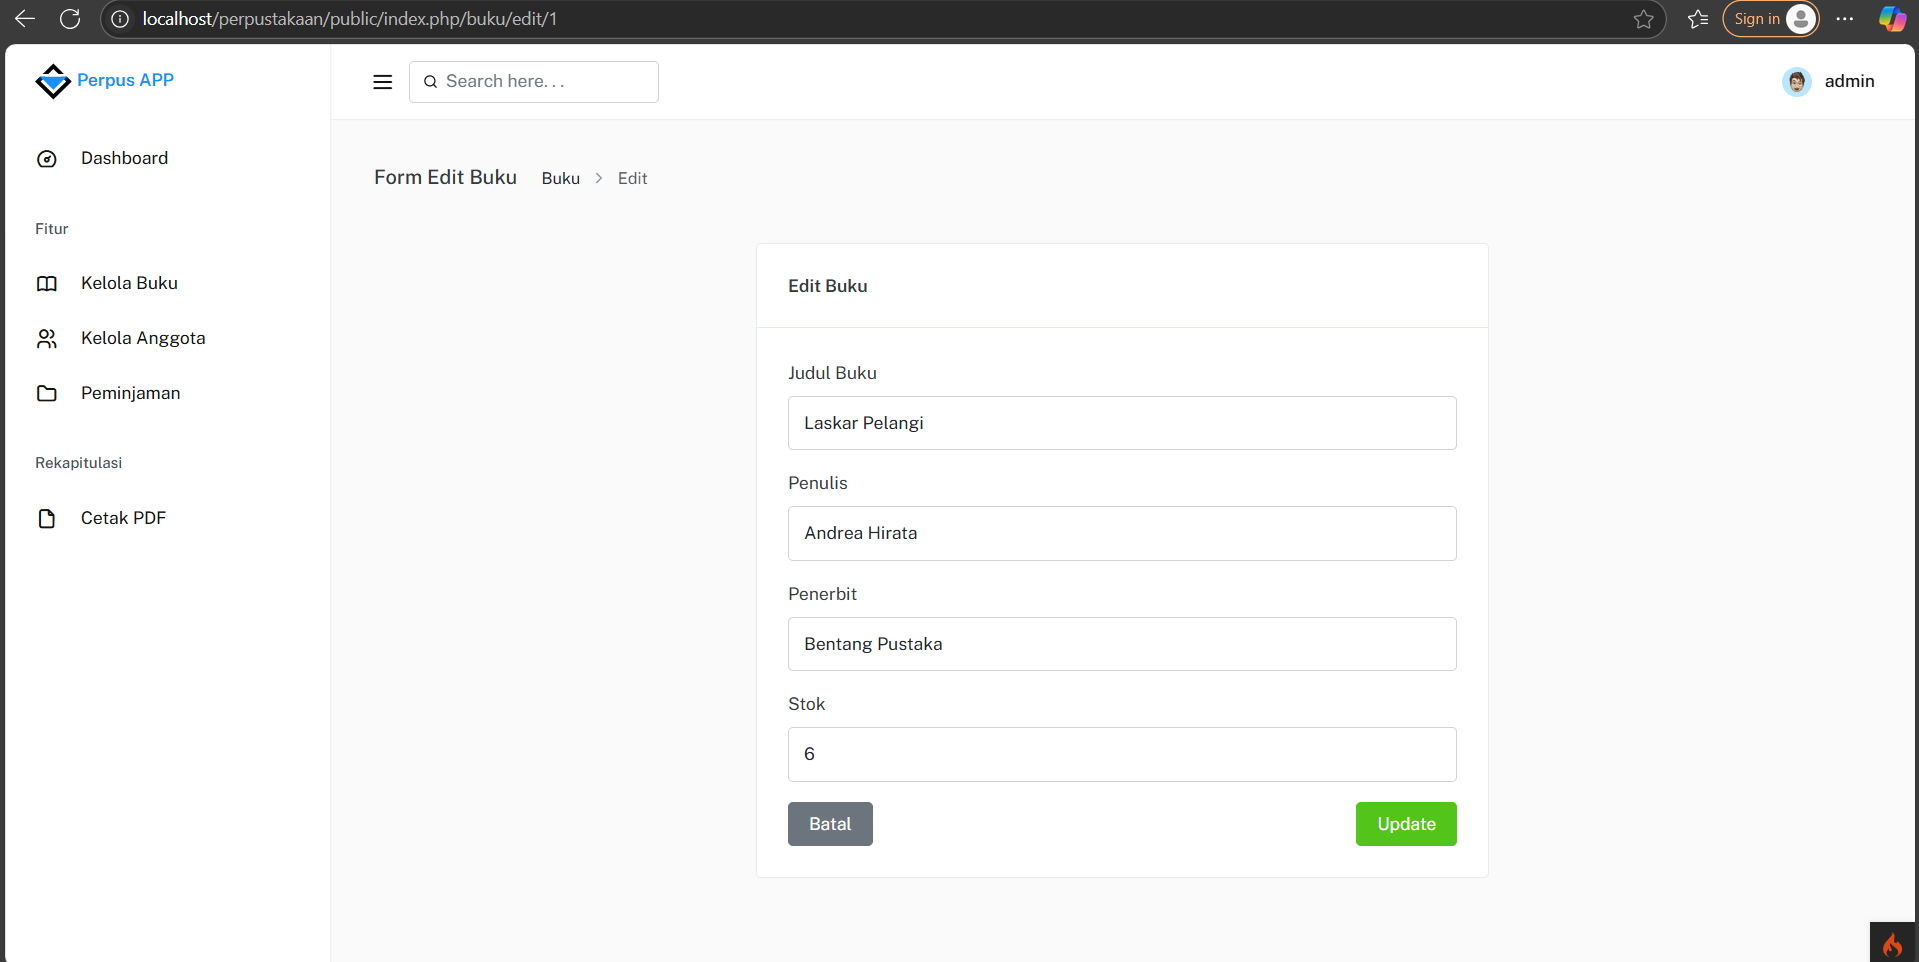 localhost/perpustakaan/public/index.php/buku/edit/1
Sign in
Perpus APP
Search here. . .
admin
Dashboard
Form Edit Buku Buku > Edit
Fitur
Kelola Buku
Kelola Anggota
Peminjaman
Rekapitulasi
Cetak PDF
Edit Buku
Judul Buku
Laskar Pelangi
Penulis
Andrea Hirata
Penerbit
Bentang Pustaka
Stok
6
Batal
Update